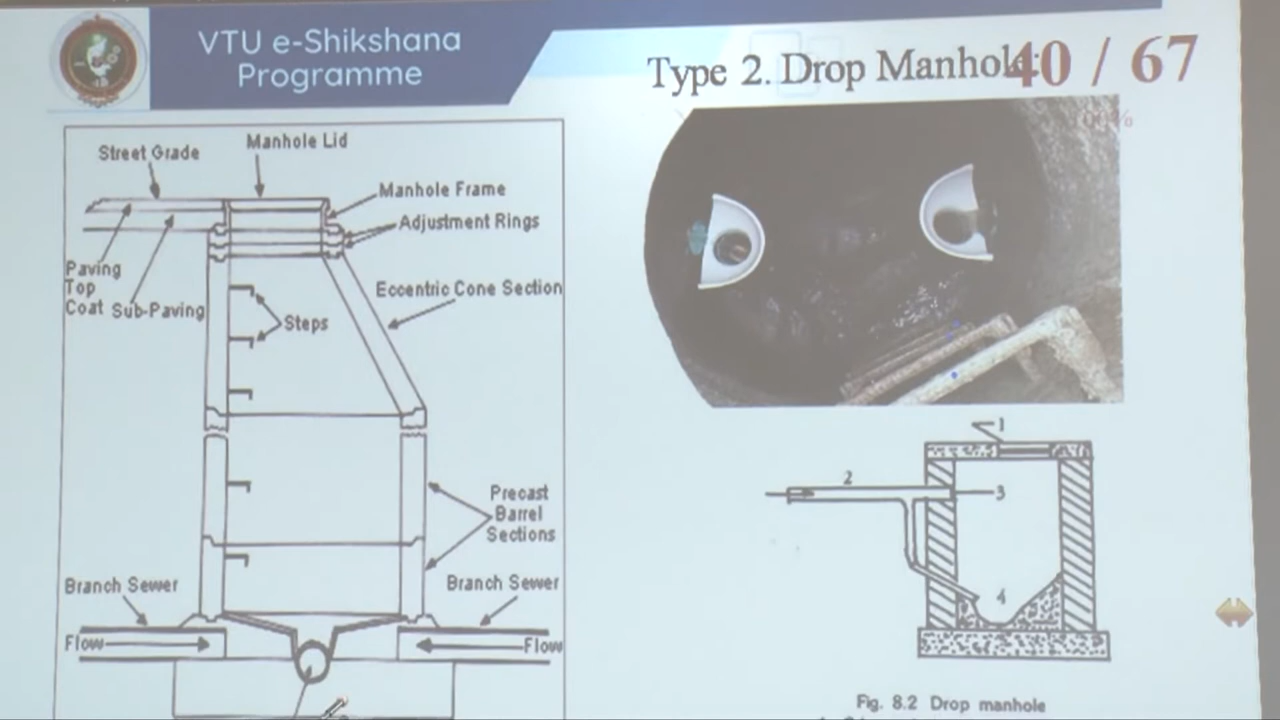 VTU e-Shikshana
Programme
Type 2. Drop Manhole:
40 / 67
100%
Street Grade
Manhole Lid
Manhole Frame
Adjustment Rings
Paving
Top
Coat
Sub-Paving
Eccentric Cone Section
Steps
Precast
Barrel
Sections
Branch Sewer
Branch Sewer
Flow
Flow
1
2
3
4
Fig. 8.2 Drop manhole